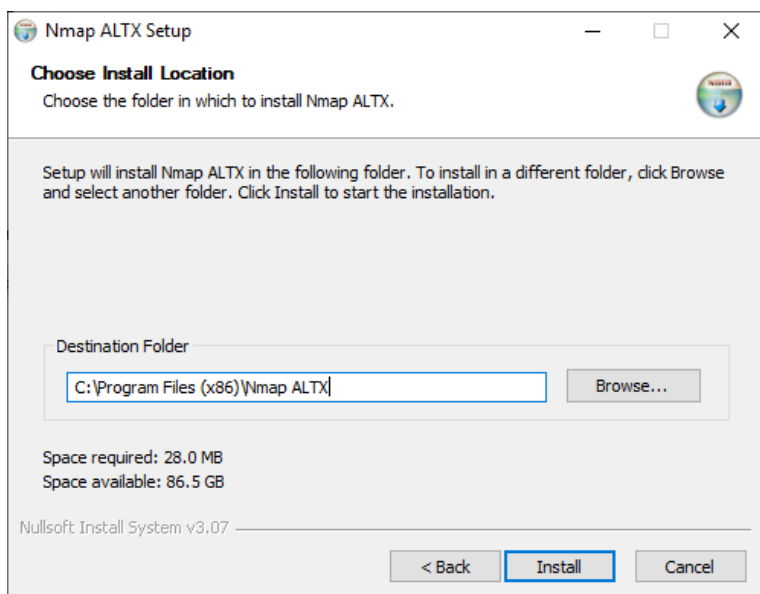 Nmap ALTX Setup
Choose Install Location
Choose the folder in which to install Nmap ALTX.
Setup will install Nmap ALTX in the following folder. To install in a different folder, click Browse
and select another folder. Click Install to start the installation.
Destination Folder
C:\Program Files (x86)\Nmap ALTX
Browse...
Space required: 28.0 MB
Space available: 86.5 GB
Nullsoft Install System v3.07
< Back
Install
Cancel